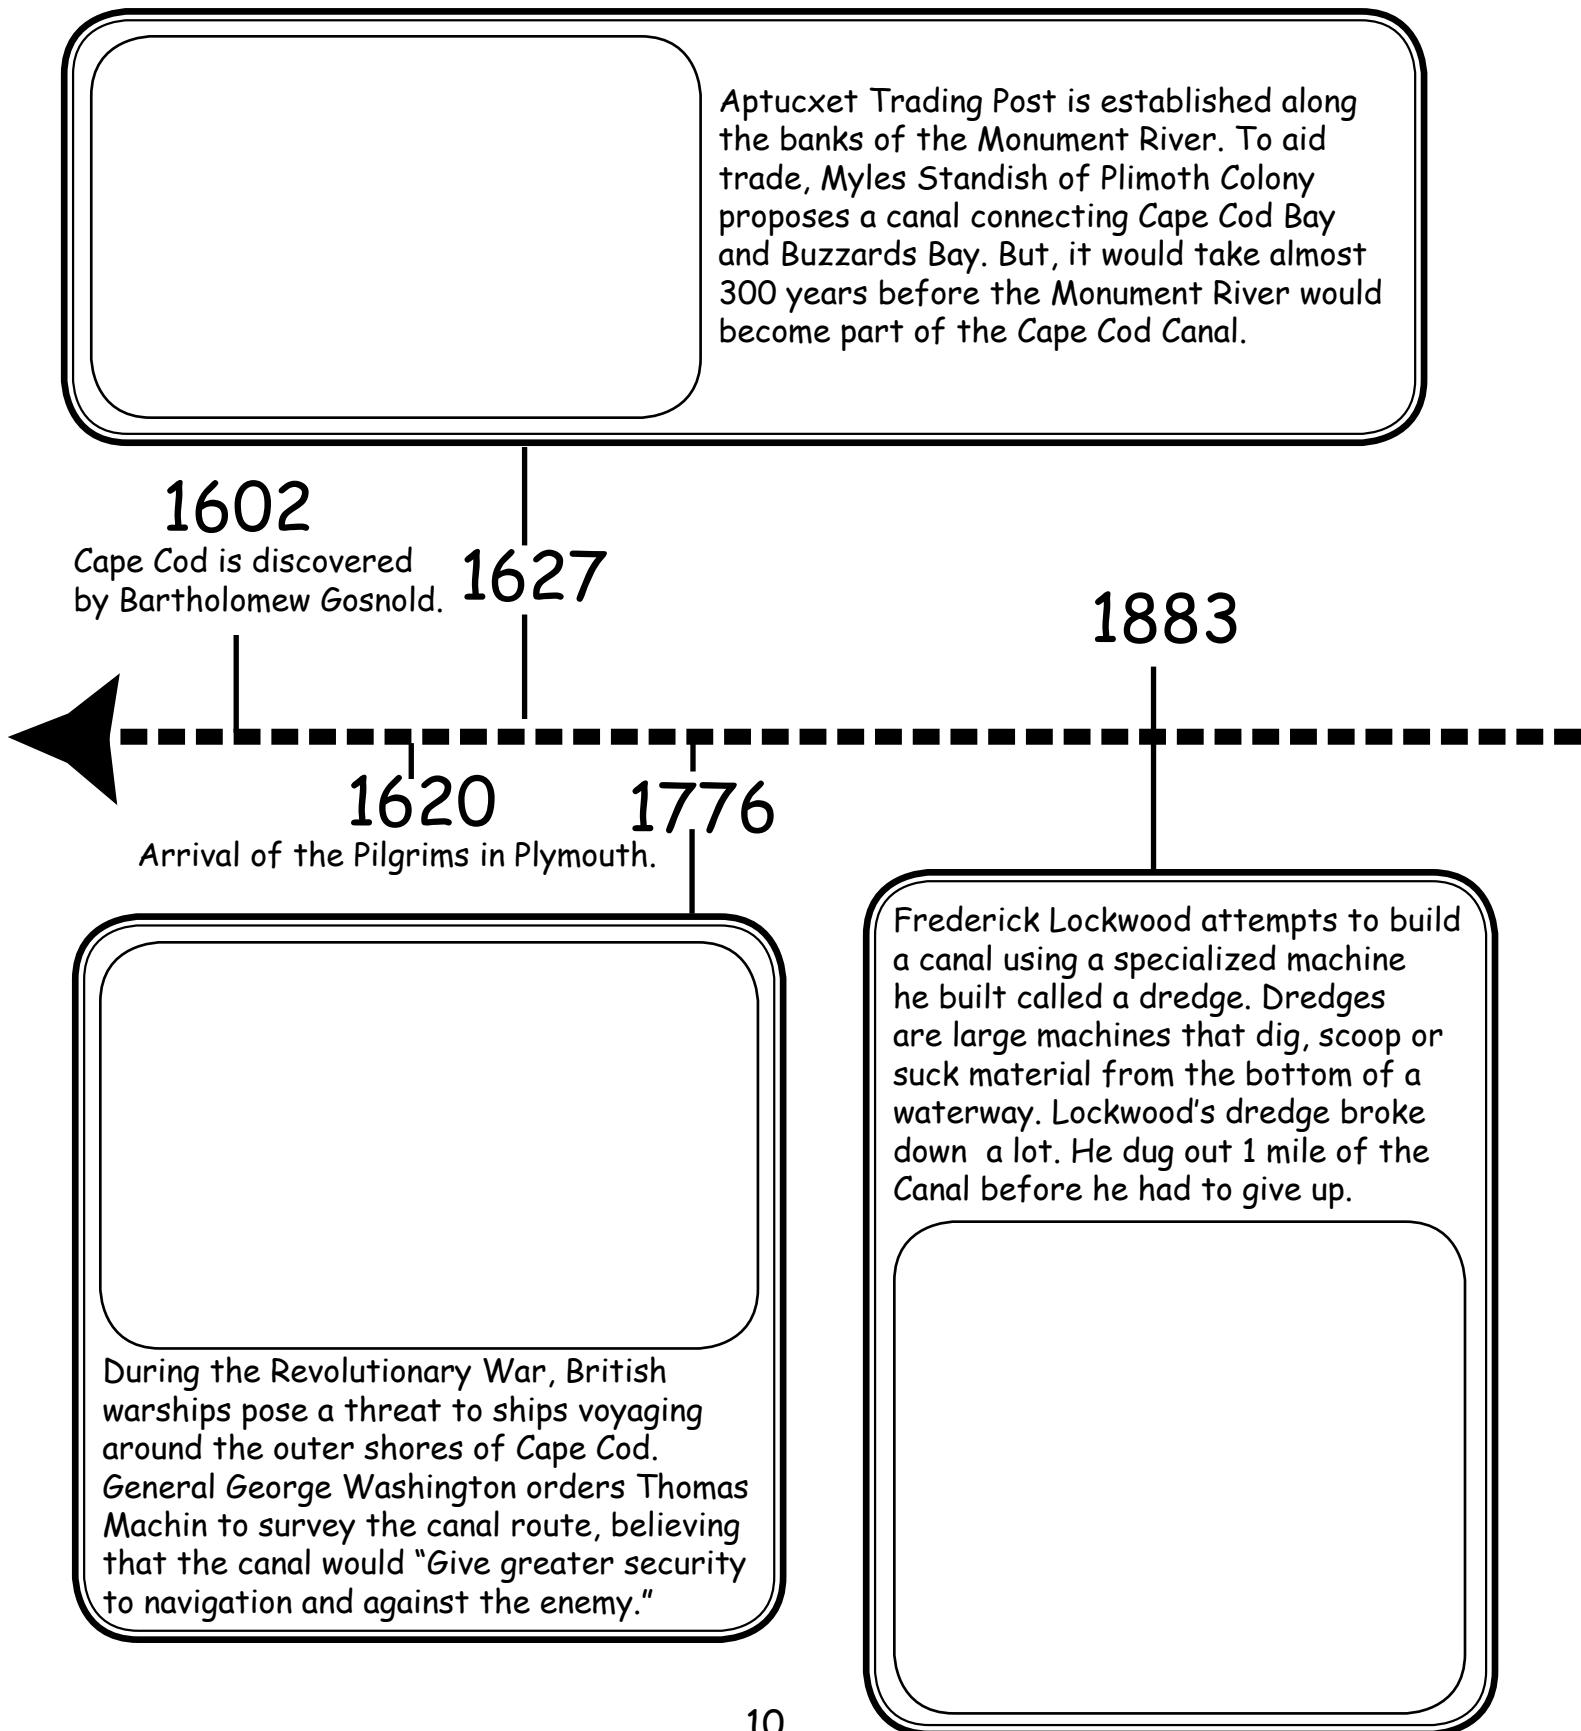 Aptucxet Trading Post is established along
the banks of the Monument River. To aid
trade, Myles Standish of Plimoth Colony
proposes a canal connecting Cape Cod Bay
and Buzzards Bay. But, it would take almost
300 years before the Monument River would
become part of the Cape Cod Canal.
1602
Cape Cod is discovered
by Bartholomew Gosnold.
1627
1883
1620
Arrival of the Pilgrims in Plymouth.
1776
During the Revolutionary War, British
warships pose a threat to ships voyaging
around the outer shores of Cape Cod.
General George Washington orders Thomas
Machin to survey the canal route, believing
that the canal would “Give greater security
to navigation and against the enemy.”
Frederick Lockwood attempts to build
a canal using a specialized machine
he built called a dredge. Dredges
are large machines that dig, scoop or
suck material from the bottom of a
waterway. Lockwood’s dredge broke
down  a lot. He dug out 1 mile of the
Canal before he had to give up.
10